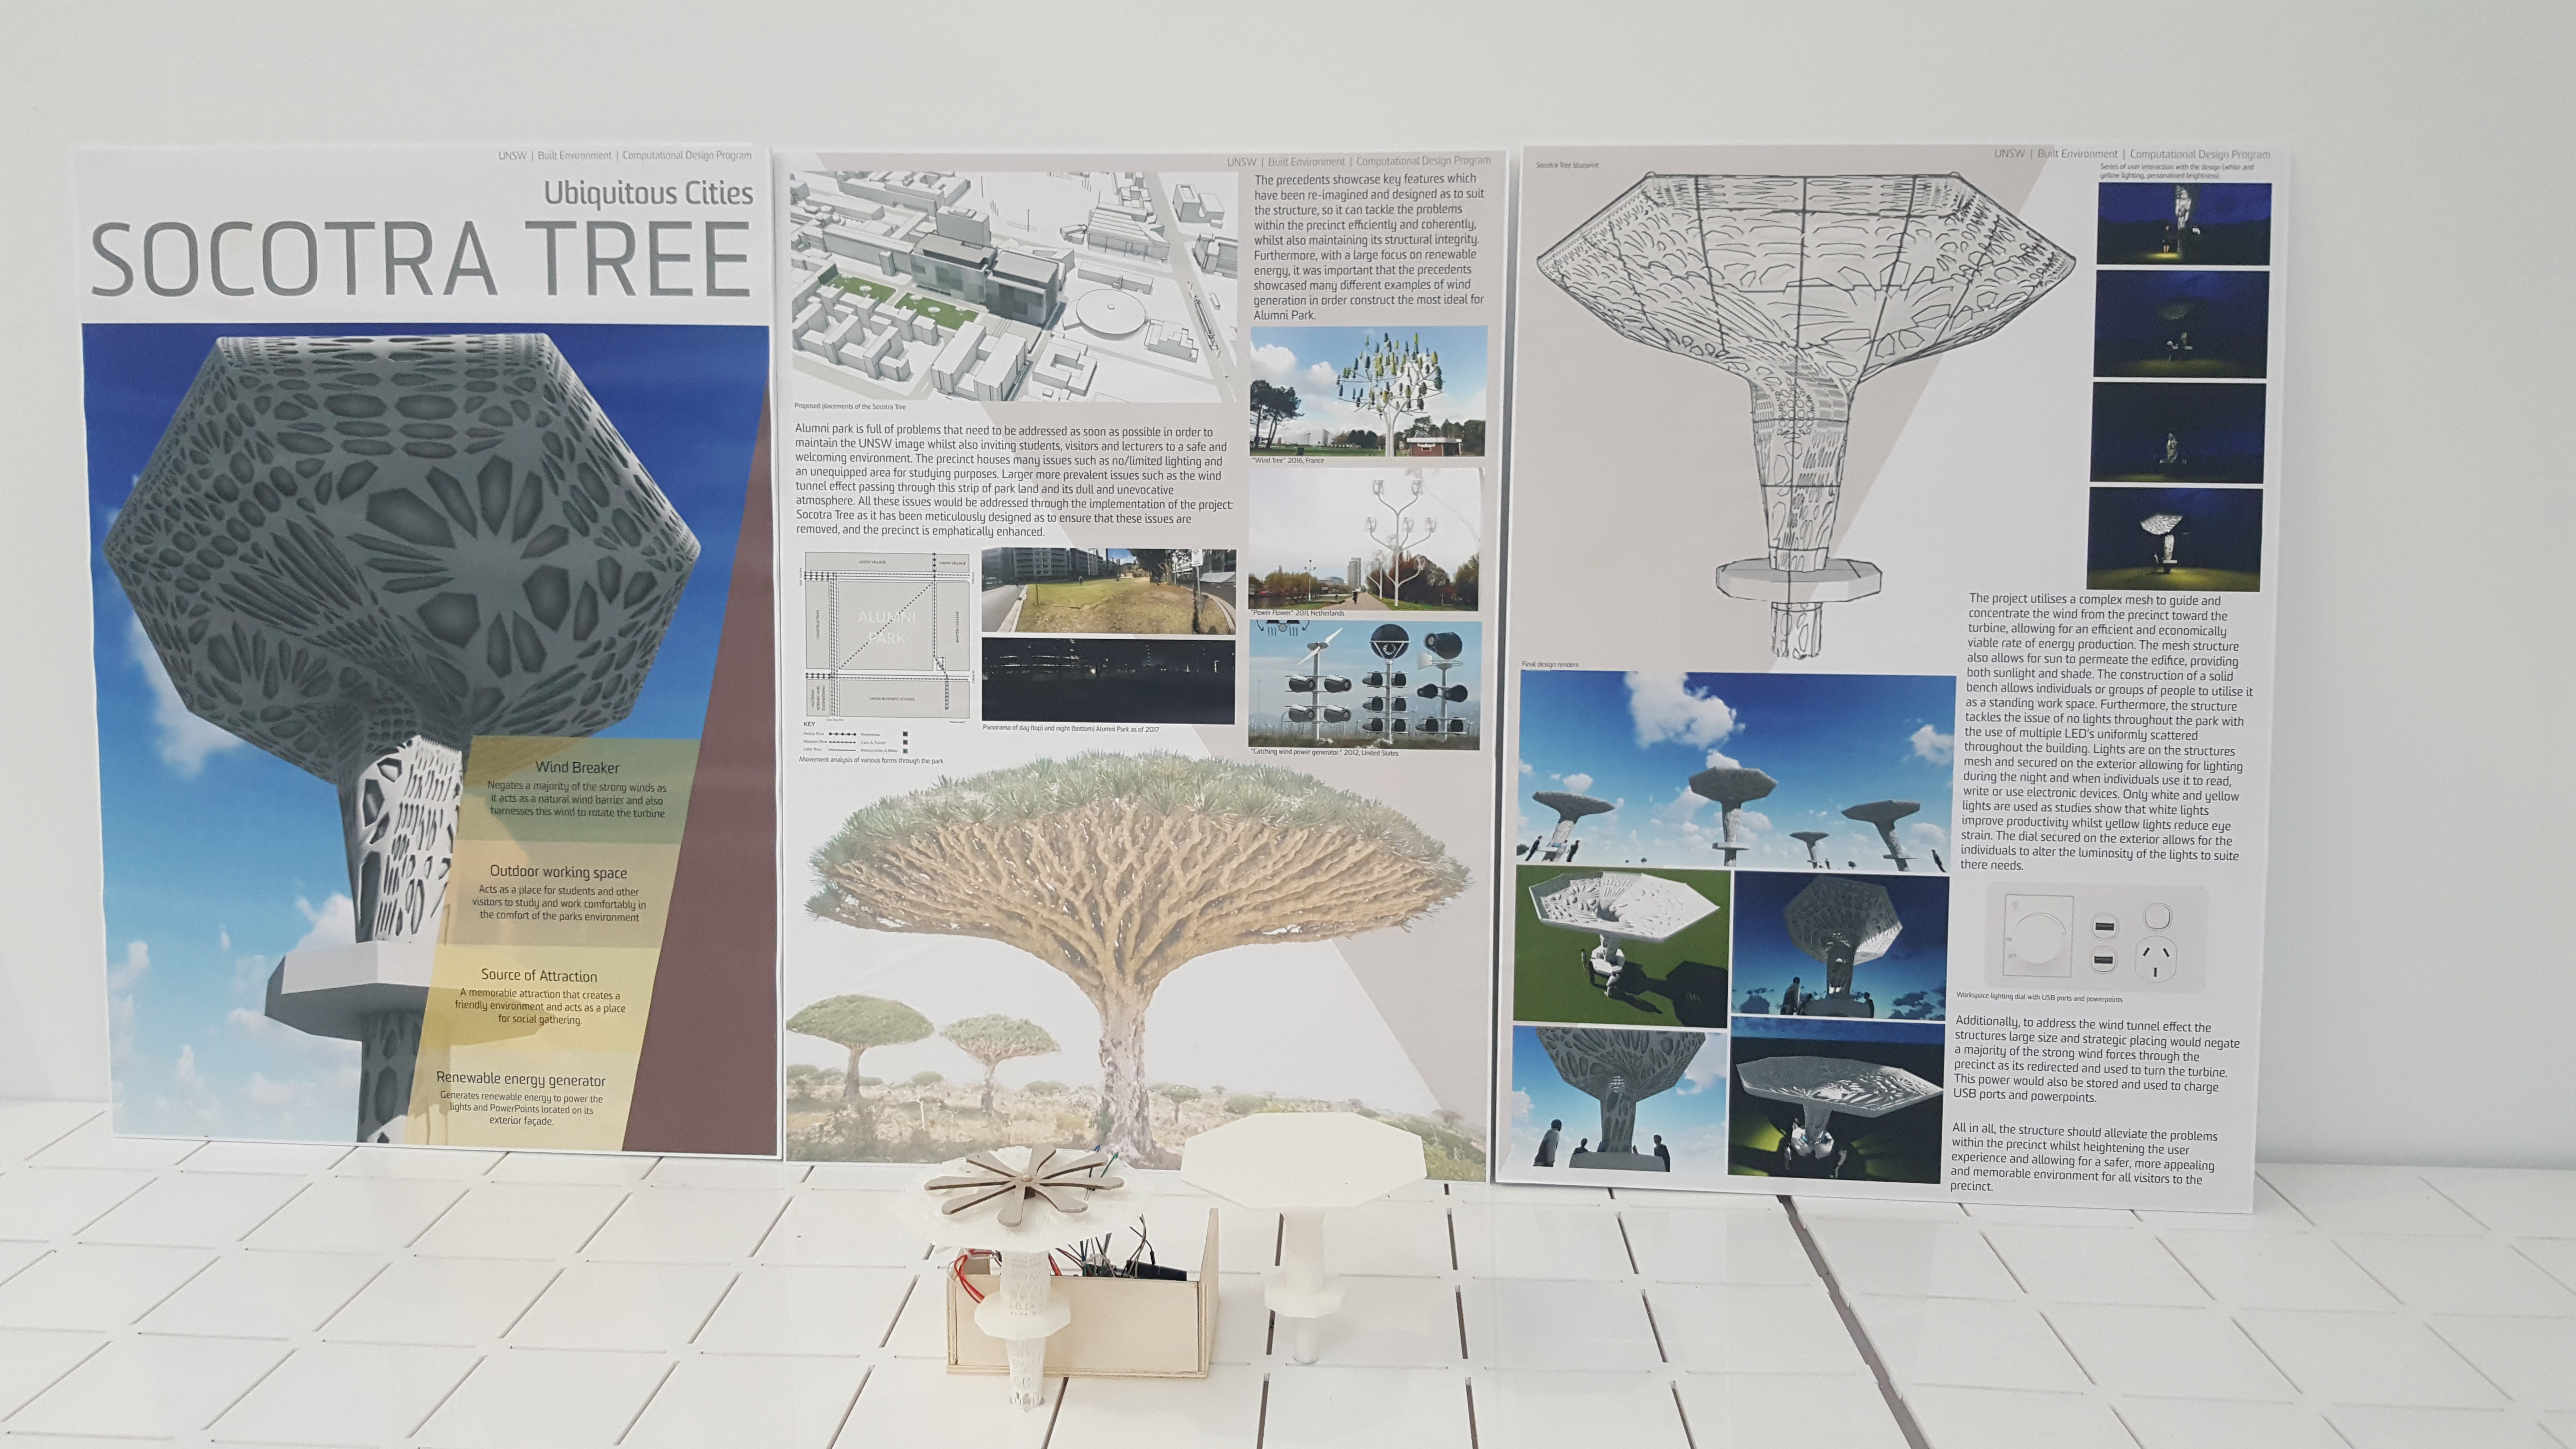 UNSW | Built Environment | Computational Design Program
Ubiquitous Cities
SOCOTRA TREE
Wind Breaker
Negates a majority of the strong winds as
it acts as a natural wind barrier and also
harnesses this wind to rotate the turbine
Outdoor working space
Acts as a place for students and other
visitors to study and work comfortably in
the comfort of the parks environment
Source of Attraction
A memorable attraction that creates a
friendly environment and acts as a place
for social gathering.
Renewable energy generator
Generates renewable energy to power the
lights and PowerPoints located on its
exterior façade.
UNSW | Built Environment | Computational Design Program
Proposed placements of the Socotra Tree
Alumni park is full of problems that need to be addressed as soon as possible in order to
maintain the UNSW image whilst also inviting students, visitors and lecturers to a safe and
welcoming environment. The precinct houses many issues such as no/limited lighting and
an unequipped area for studying purposes. Larger more prevalent issues such as the wind
tunnel effect passing through this strip of park land and its dull and unevocative
atmosphere. All these issues would be addressed through the implementation of the project:
Socotra Tree as it has been meticulously designed as to ensure that these issues are
removed, and the precinct is emphatically enhanced.
ALUMNI
PARK
KEY
Movement analysis of various forms through the park
Panorama of day (top) and night (bottom) Alumni Park as of 2017
The precedents showcase key features which
have been re-imagined and designed as to suit
the structure, so it can tackle the problems
within the precinct efficiently and coherently,
whilst also maintaining its structural integrity.
Furthermore, with a large focus on renewable
energy, it was important that the precedents
showcased many different examples of wind
generation in order construct the most ideal for
Alumni Park.
"Wind Tree" 2016, France
"Power Flower" 2011, Netherlands
"Catching wind power generator." 2012, United States
UNSW | Built Environment | Computational Design Program
Socotra Tree blueprint
Series of user interaction with the design (white and
yellow lighting, personalised brightness)
Final design renders
The project utilises a complex mesh to guide and
concentrate the wind from the precinct toward the
turbine, allowing for an efficient and economically
viable rate of energy production. The mesh structure
also allows for sun to permeate the edifice, providing
both sunlight and shade. The construction of a solid
bench allows individuals or groups of people to utilise it
as a standing work space. Furthermore, the structure
tackles the issue of no lights throughout the park with
the use of multiple LED's uniformly scattered
throughout the building. Lights are on the structures
mesh and secured on the exterior allowing for lighting
during the night and when individuals use it to read,
write or use electronic devices. Only white and yellow
lights are used as studies show that white lights
improve productivity whilst yellow lights reduce eye
strain. The dial secured on the exterior allows for the
individuals to alter the luminosity of the lights to suite
there needs.
Workspace lighting dial with USB ports and powerpoints
Additionally, to address the wind tunnel effect the
structures large size and strategic placing would negate
a majority of the strong wind forces through the
precinct as its redirected and used to turn the turbine.
This power would also be stored and used to charge
USB ports and powerpoints.
All in all, the structure should alleviate the problems
within the precinct whilst heightening the user
experience and allowing for a safer, more appealing
and memorable environment for all visitors to the
precinct.